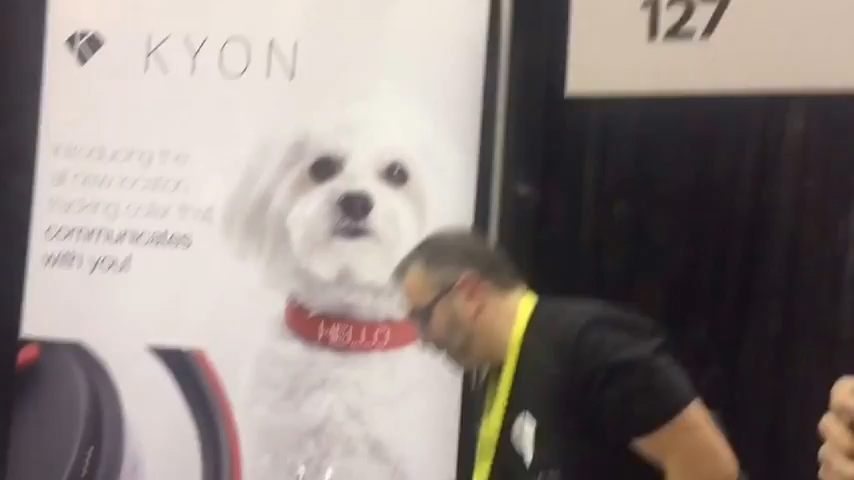 KYON
127
introducing the
all new location
tracking collar that
communicates
with you!
HELLO